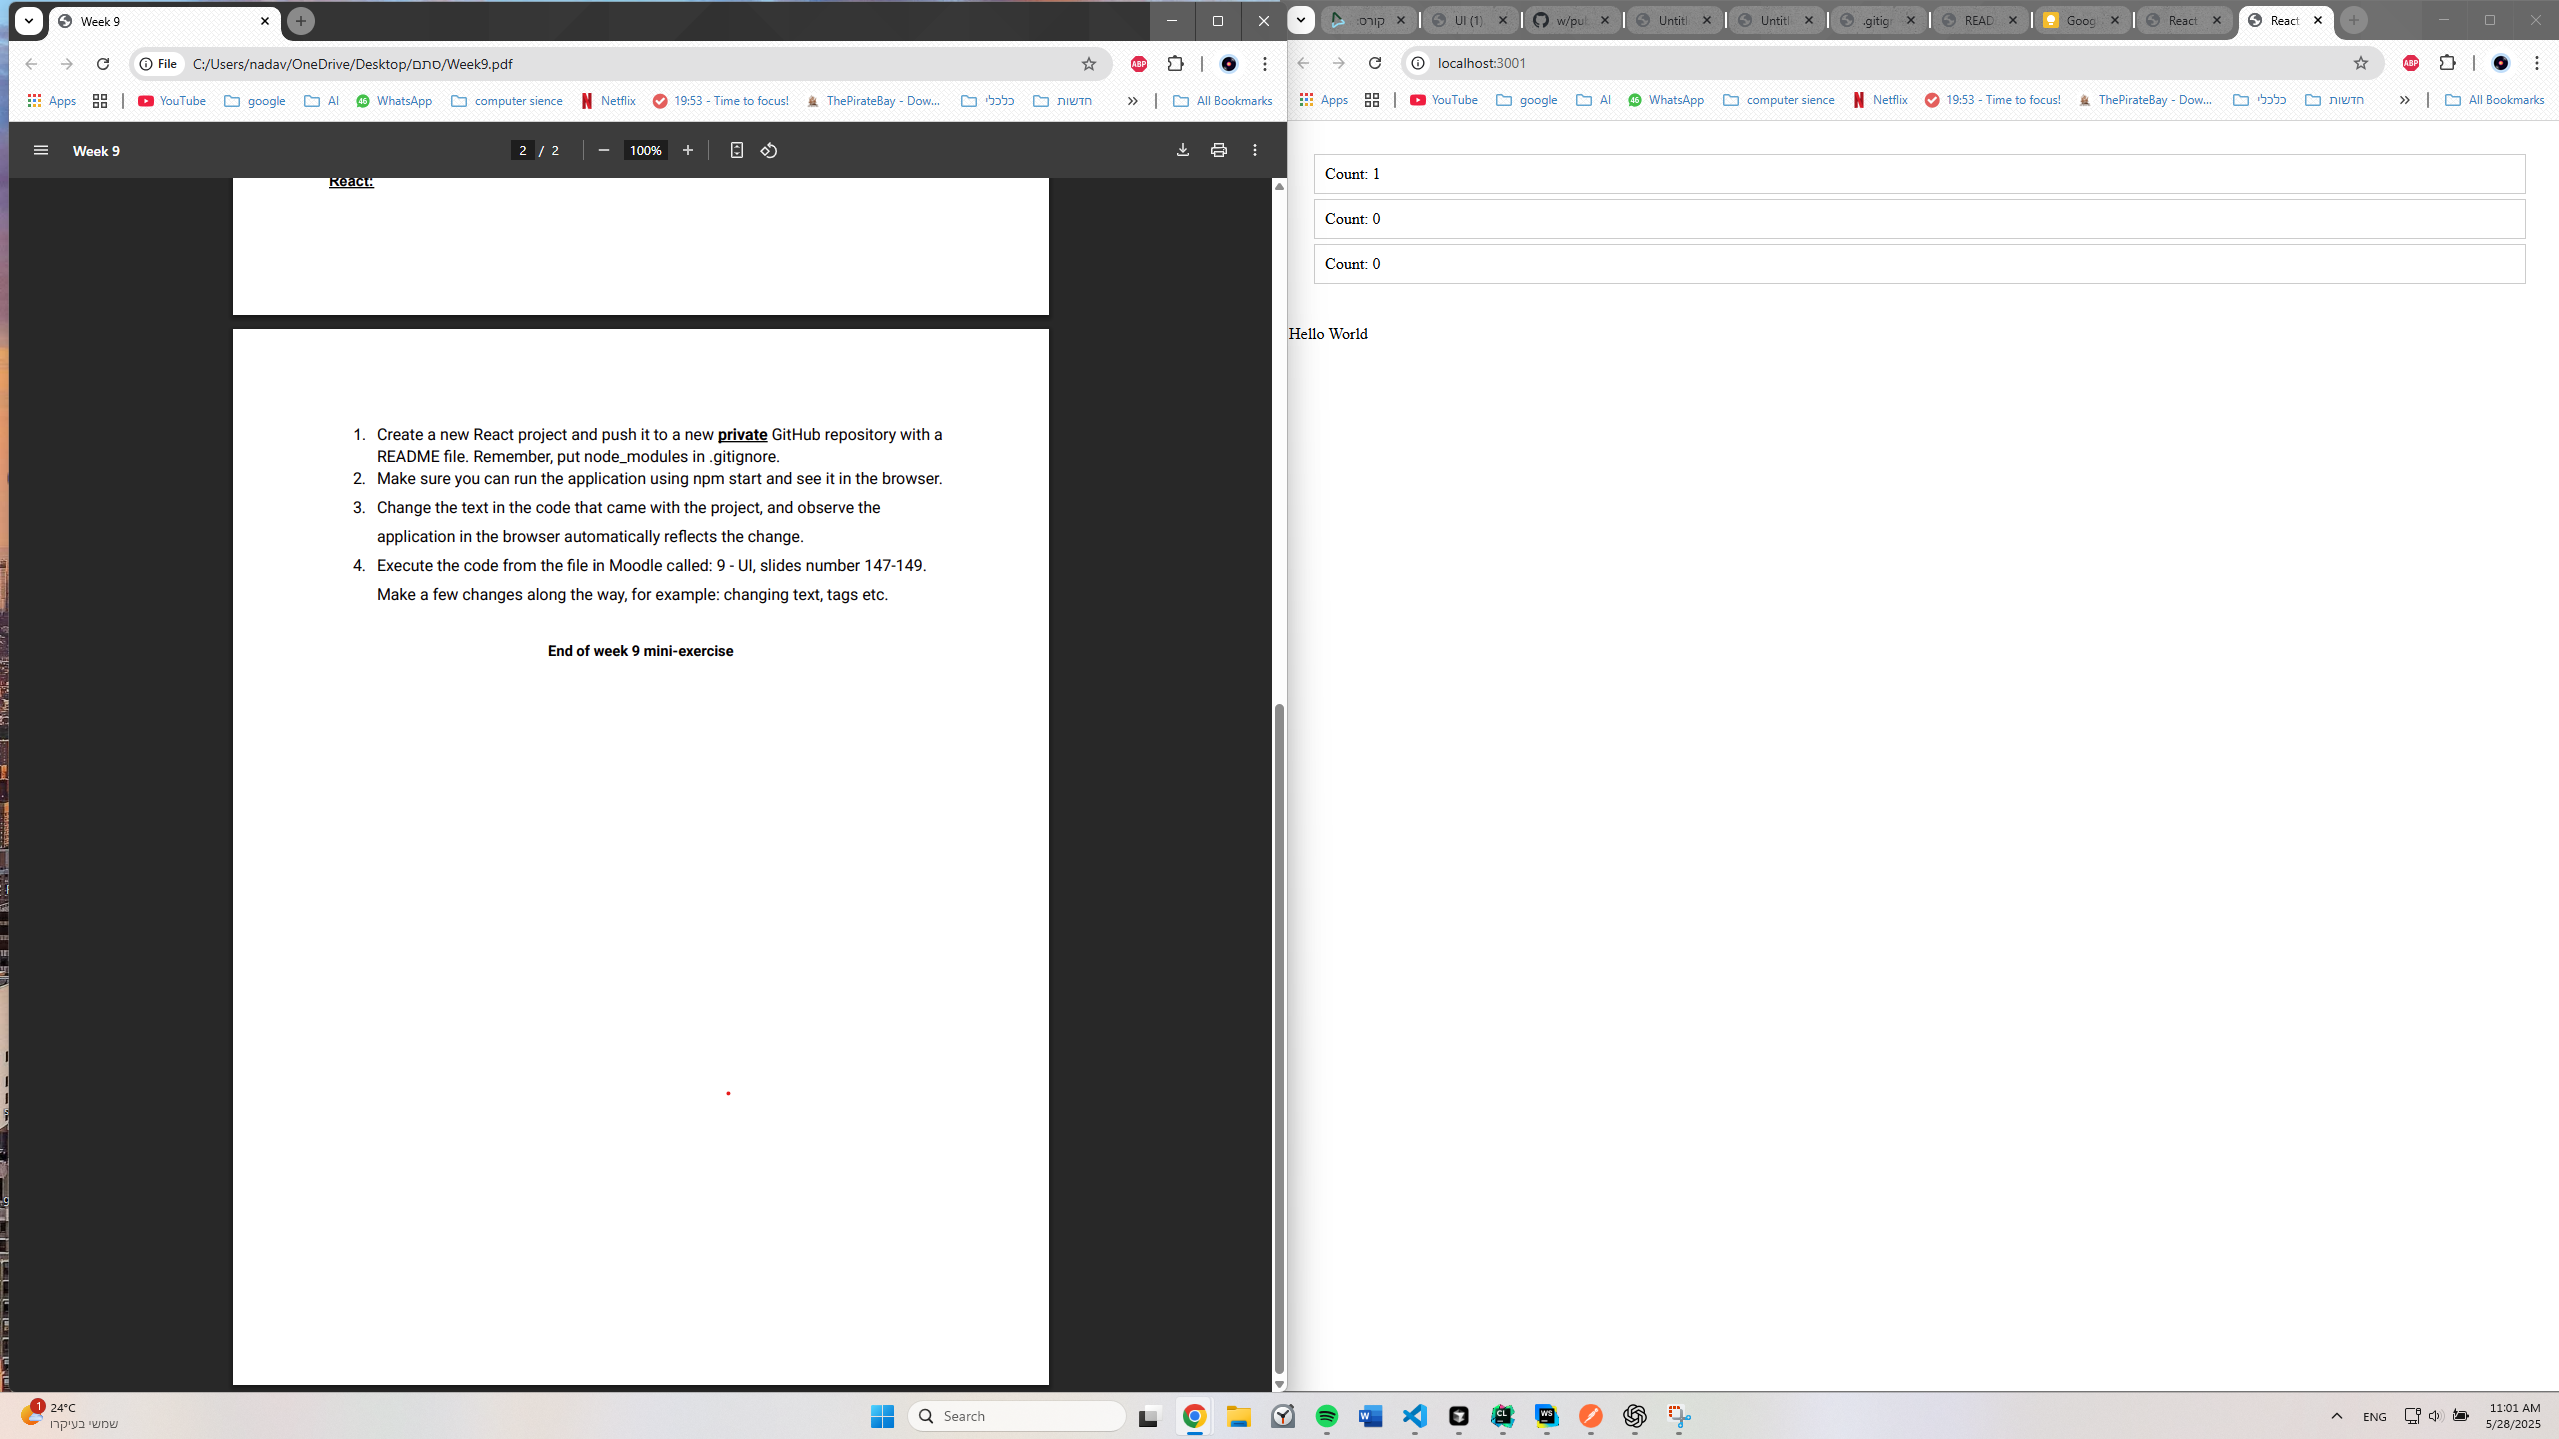 Week 9
File
C:/Users/nadav/OneDrive/Desktop/סתם/Week9.pdf
Apps
YouTube
google
AI
WhatsApp
computer sience
Netflix
19:53 - Time to focus!
ThePirateBay - Dow...
כלכלי
חדשות
All Bookmarks
Week 9
2 / 2
100%
React:
1. Create a new React project and push it to a new private GitHub repository with a
README file. Remember, put node_modules in .gitignore.
2. Make sure you can run the application using npm start and see it in the browser.
3. Change the text in the code that came with the project, and observe the
application in the browser automatically reflects the change.
4. Execute the code from the file in Moodle called: 9 - UI, slides number 147-149.
Make a few changes along the way, for example: changing text, tags etc.
End of week 9 mini-exercise
קורס:
UI (1)
w/pu
Untitl
Untitl
.gitig
READ
Goog
React
React
localhost:3001
Apps
YouTube
google
AI
WhatsApp
computer sience
Netflix
19:53 - Time to focus!
ThePirateBay - Dow...
כלכלי
חדשות
All Bookmarks
Count: 1
Count: 0
Count: 0
Hello World
1
24°C
שמשי בעיקרו
Search
ENG
11:01 AM
5/28/2025